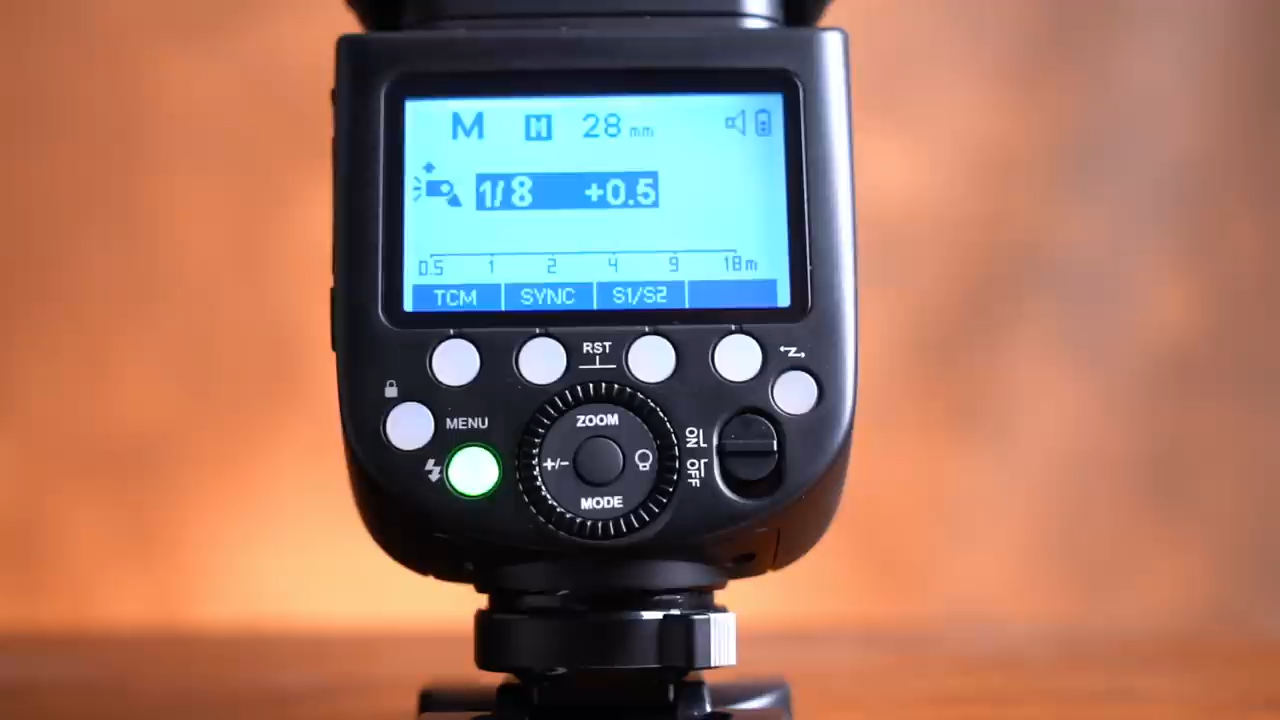 M M 28 mm
1/8 +0.5
0.5 1 2 4 9 18m
TCM SYNC S1/S2
RST
MENU
ZOOM
+/-
MODE
ON
OFF